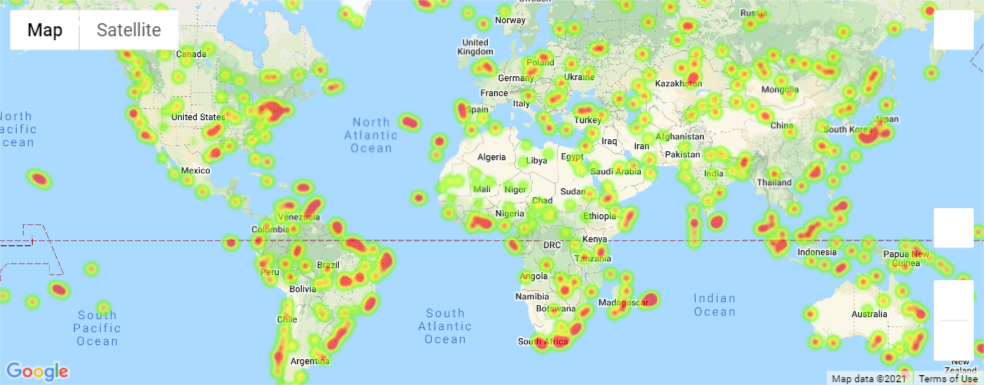 Map
Satellite
Russia
Norway
Canada
United
Kingdom
Poland
Germany
Ukraine
Kazakhstan
Mongolia
France
Italy
Spain
North
Atlantic
Ocean
United States
Turkey
China
South Korea
Japan
Iraq
Iran
Afghanistan
Pakistan
Algeria
Libya
Egypt
Saudi Arabia
India
Thailand
Mexico
Mali
Niger
Chad
Sudan
Nigeria
Ethiopia
Venezuela
Colombia
DRC
Kenya
Tanzania
Indonesia
Papua New
Guinea
Peru
Brazil
Bolivia
Angola
Namibia
Botswana
Madagascar
Indian
Ocean
Australia
South
Pacific
Ocean
Chile
South
Atlantic
Ocean
South Africa
Argentina
New
Zealand
Google
Map data ©2021
Terms of Use